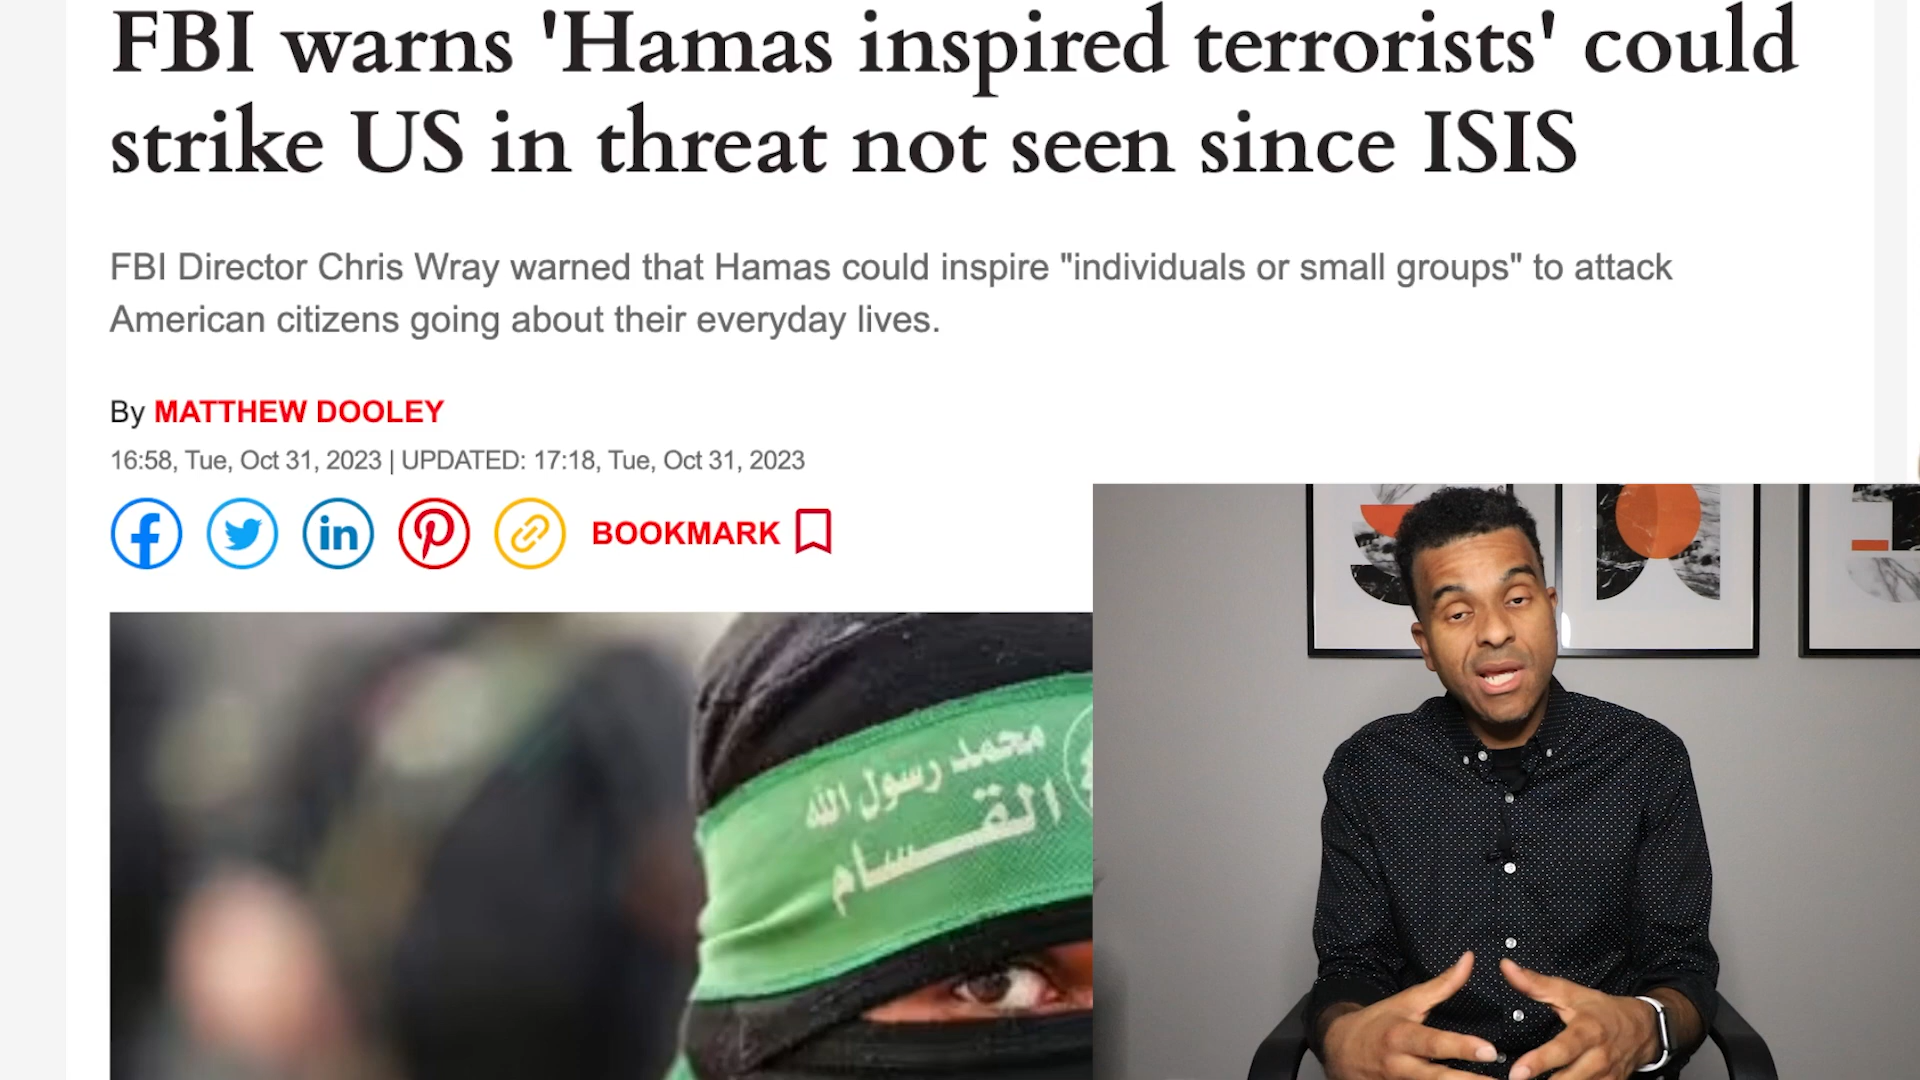 FBI warns 'Hamas inspired terrorists' could
strike US in threat not seen since ISIS
FBI Director Chris Wray warned that Hamas could inspire "individuals or small groups" to attack
American citizens going about their everyday lives.
By MATTHEW DOOLEY
16:58, Tue, Oct 31, 2023 | UPDATED: 17:18, Tue, Oct 31, 2023
in
BOOKMARK
محمد رسول الله
القسام